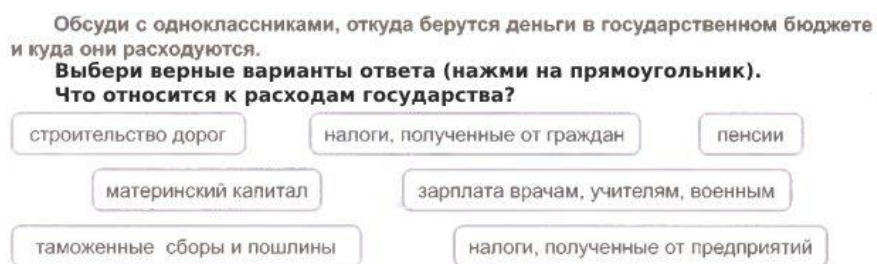 Обсуди с одноклассниками, откуда берутся деньги в государственном бюджете
и куда они расходуются.
Выбери верные варианты ответа (нажми на прямоугольник).
Что относится к расходам государства?
строительство дорог налоги, полученные от граждан пенсии
материнский капитал зарплата врачам, учителям, военным
таможенные сборы и пошлины налоги, полученные от предприятий